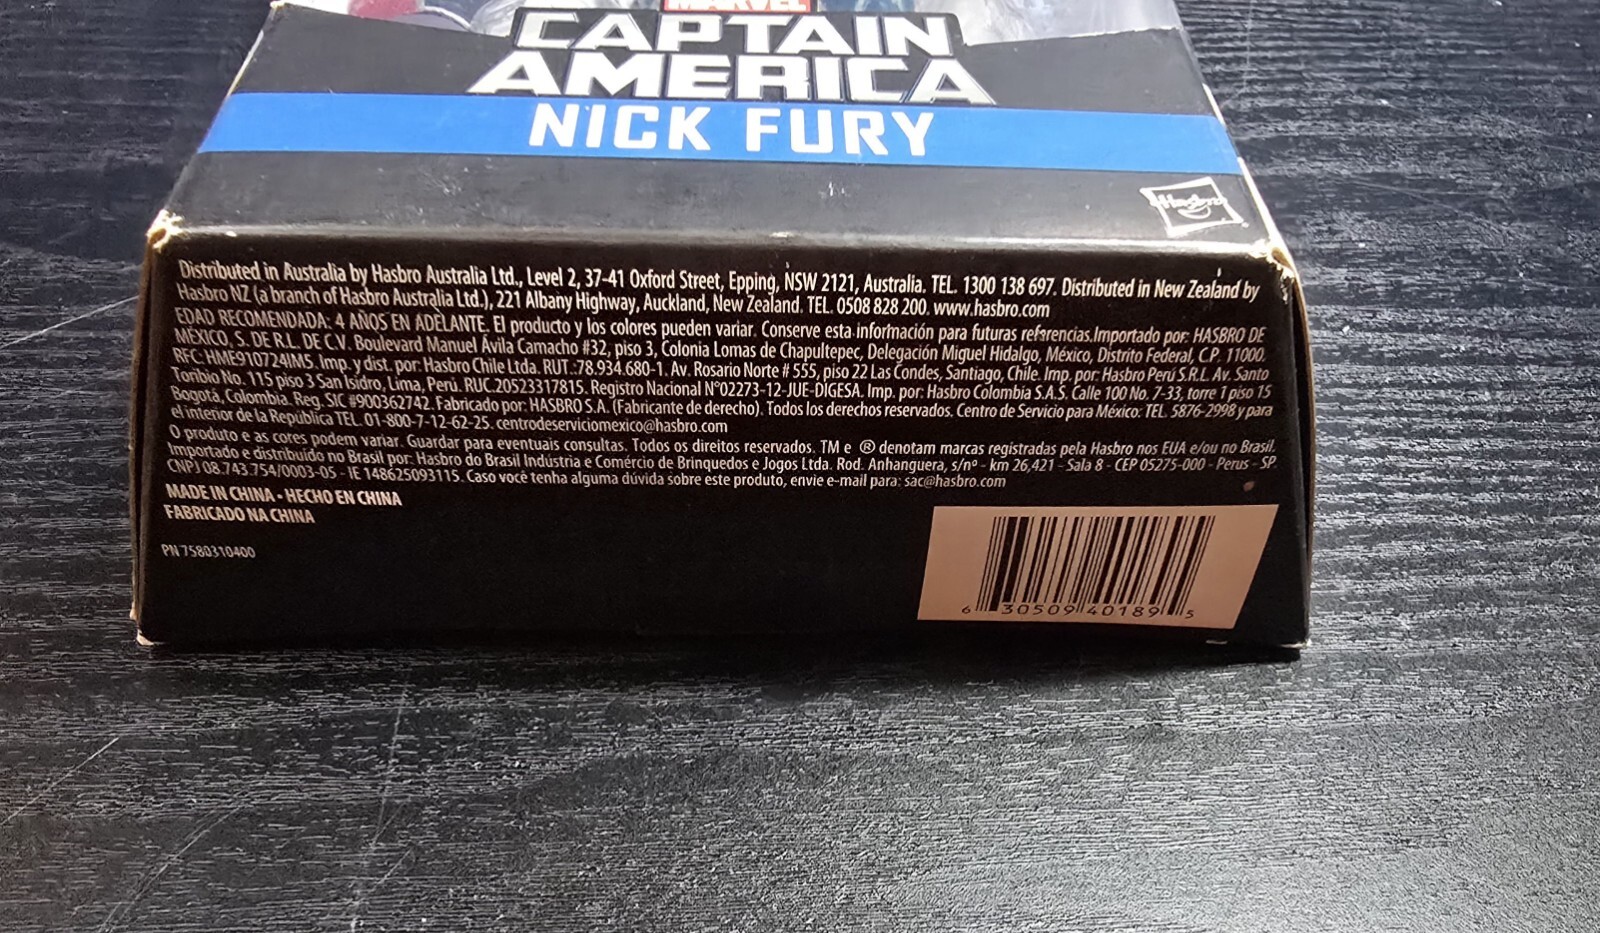 MARVEL
CAPTAIN
AMERICA
NICK FURY
Hasbro
Distributed in Australia by Hasbro Australia Ltd., Level 2, 37-41 Oxford Street, Epping, NSW 2121, Australia. TEL. 1300 138 697. Distributed in New Zealand by
Hasbro NZ (a branch of Hasbro Australia Ltd.), 221 Albany Highway, Auckland, New Zealand. TEL. 0508 828 200. www.hasbro.com
EDAD RECOMENDADA: 4 AÑOS EN ADELANTE. El producto y los colores pueden variar. Conserve esta información para futuras referencias.Importado por: HASBRO DE
MÉXICO, S. DE R.L. DE C.V. Boulevard Manuel Ávila Camacho #32, piso 3, Colonia Lomas de Chapultepec, Delegación Miguel Hidalgo, México, Distrito Federal, C.P. 11000.
RFC: HME910724IM5. Imp. y dist. por: Hasbro Chile Ltda. RUT.:78.934.680-1. Av. Rosario Norte # 555, piso 22 Las Condes, Santiago, Chile. Imp. por: Hasbro Perú S.R.L. Av. Santo
Toribio No. 115 piso 3 San Isidro, Lima, Perú. RUC.20523317815. Registro Nacional N°02273-12-JUE-DIGESA. Imp. por: Hasbro Colombia S.A.S. Calle 100 No. 7-33, torre 1 piso 15
Bogotá, Colombia. Reg. SIC #900362742. Fabricado por: HASBRO S.A. (Fabricante de derecho). Todos los derechos reservados. Centro de Servicio para México: TEL. 5876-2998 y para
el interior de la República TEL. 01-800-7-12-62-25. centrodeserviciomexico@hasbro.com
O produto e as cores podem variar. Guardar para eventuais consultas. Todos os direitos reservados. TM e ® denotam marcas registradas pela Hasbro nos EUA e/ou no Brasil.
Importado e distribuído no Brasil por: Hasbro do Brasil Indústria e Comércio de Brinquedos e Jogos Ltda. Rod. Anhanguera, s/nº - km 26,421 - Sala 8 - CEP 05275-000 - Perus - SP.
CNPJ 08.743.754/0003-05 - IE 148625093115. Caso você tenha alguma dúvida sobre este produto, envie e-mail para: sac@hasbro.com
MADE IN CHINA • HECHO EN CHINA
FABRICADO NA CHINA
PN 7580310400
6 30509 40189 5